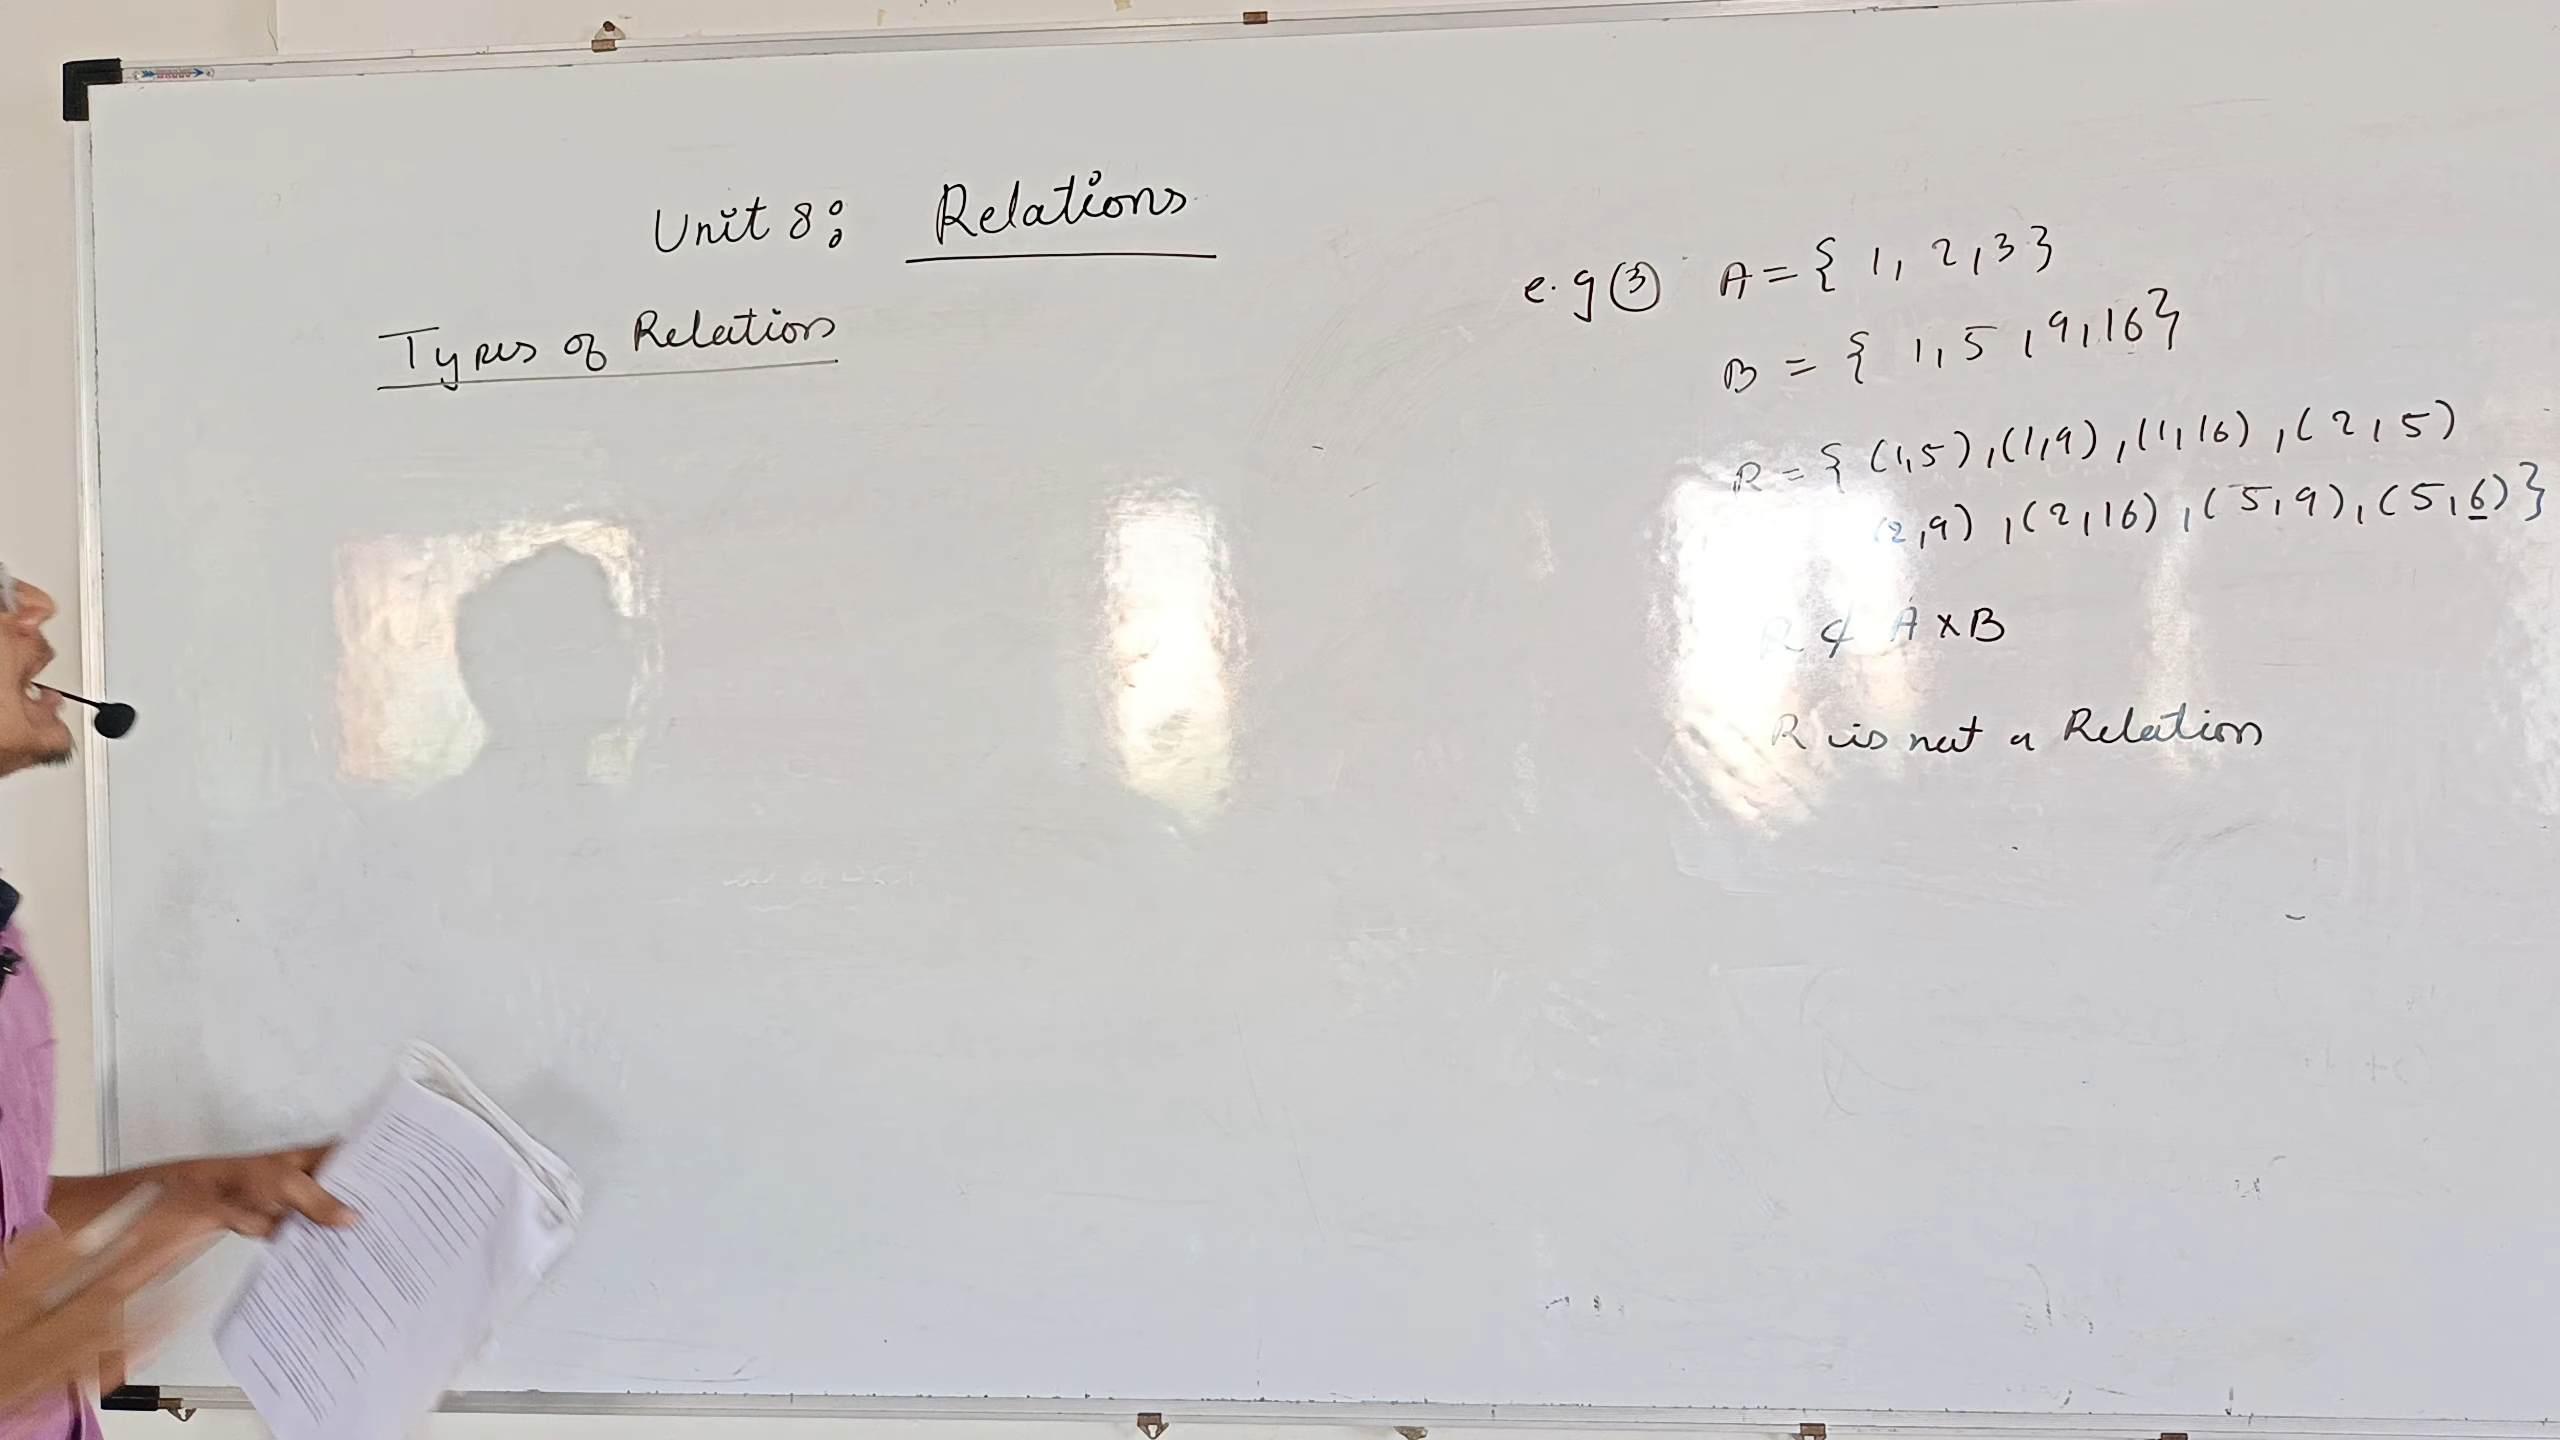 Unit 8: Relations
Types of Relation
e.g ③ A = { 1, 2, 3 }
B = { 1, 5, 9, 16 }
R = { (1,5), (1,9), (1,16), (2,5)
(2,9), (2,16), (5,9), (5,6) }
R ⊄ A × B
R is not a Relation